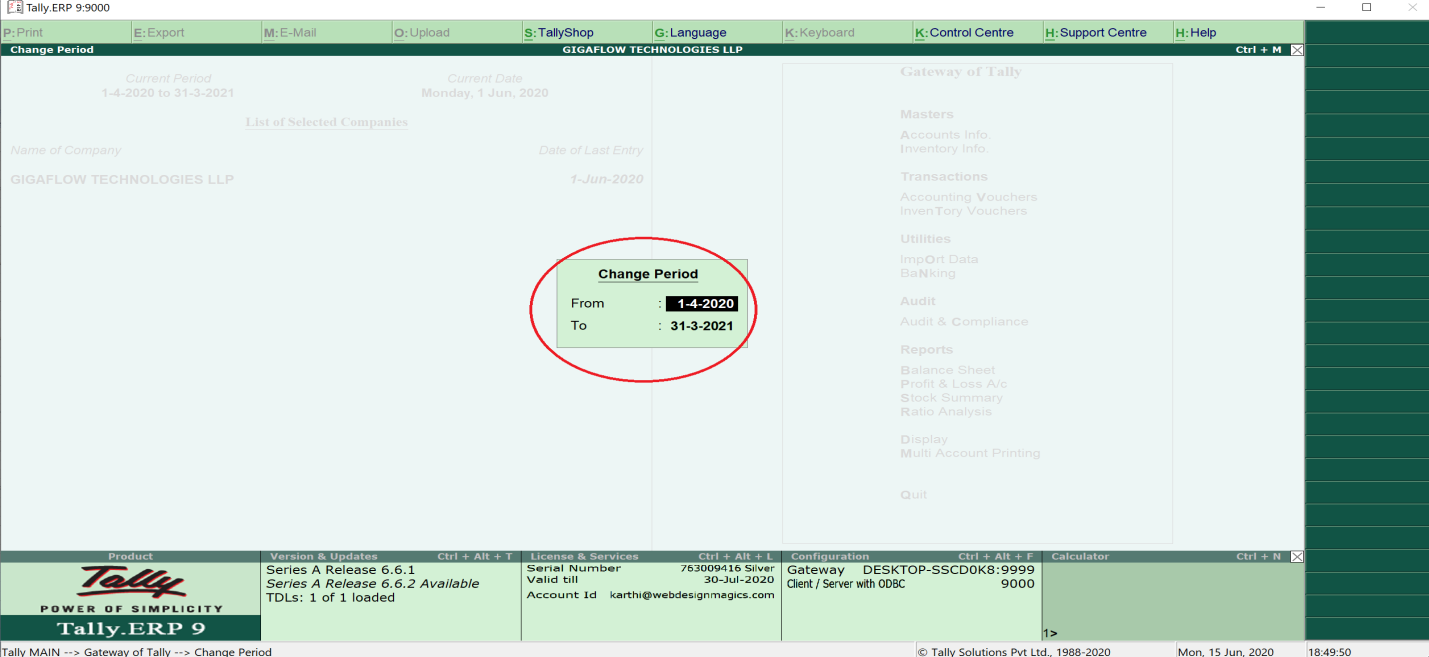 Tally.ERP 9:9000
P:Print E:Export M:E-Mail O:Upload S:TallyShop G:Language K:Keyboard K:Control Centre H:Support Centre H:Help
Change Period GIGAFLOW TECHNOLOGIES LLP Ctrl + M
Current Period Current Date
1-4-2020 to 31-3-2021 Monday, 1 Jun, 2020
List of Selected Companies
Name of Company Date of Last Entry
GIGAFLOW TECHNOLOGIES LLP 1-Jun-2020
Gateway of Tally
Masters
Accounts Info.
Inventory Info.
Transactions
Accounting Vouchers
InvenTory Vouchers
Utilities
ImpOrt Data
BaNking
Audit
Audit & Compliance
Reports
Balance Sheet
Profit & Loss A/c
Stock Summary
Ratio Analysis
Display
Multi Account Printing
Quit
Change Period
From : 1-4-2020
To : 31-3-2021
Product
Tally
POWER OF SIMPLICITY
Tally.ERP 9
Version & Updates Ctrl + Alt + T
Series A Release 6.6.1
Series A Release 6.6.2 Available
TDLs: 1 of 1 loaded
License & Services Ctrl + Alt + L
Serial Number 763009416 Silver
Valid till 30-Jul-2020
Account Id karthi@webdesignmagics.com
Configuration Ctrl + Alt + F
Gateway DESKTOP-SSCD0K8:9999
Client / Server with ODBC 9000
Calculator Ctrl + N
1>
Tally MAIN --> Gateway of Tally --> Change Period © Tally Solutions Pvt Ltd., 1988-2020 Mon, 15 Jun, 2020 18:49:50